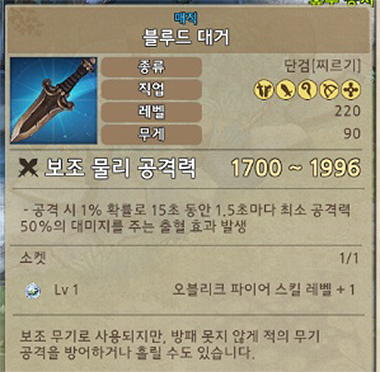 매직
블루드 대거
종류 단검[찌르기]
직업
레벨 220
무게 90
보조 물리 공격력 1700 ~ 1996
- 공격 시 1% 확률로 15초 동안 1.5초마다 최소 공격력
50%의 대미지를 주는 출혈 효과 발생
소켓 1/1
Lv 1 오블리크 파이어 스킬 레벨 + 1
보조 무기로 사용되지만, 방패 못지 않게 적의 무기
공격을 방어하거나 흘릴 수도 있습니다.